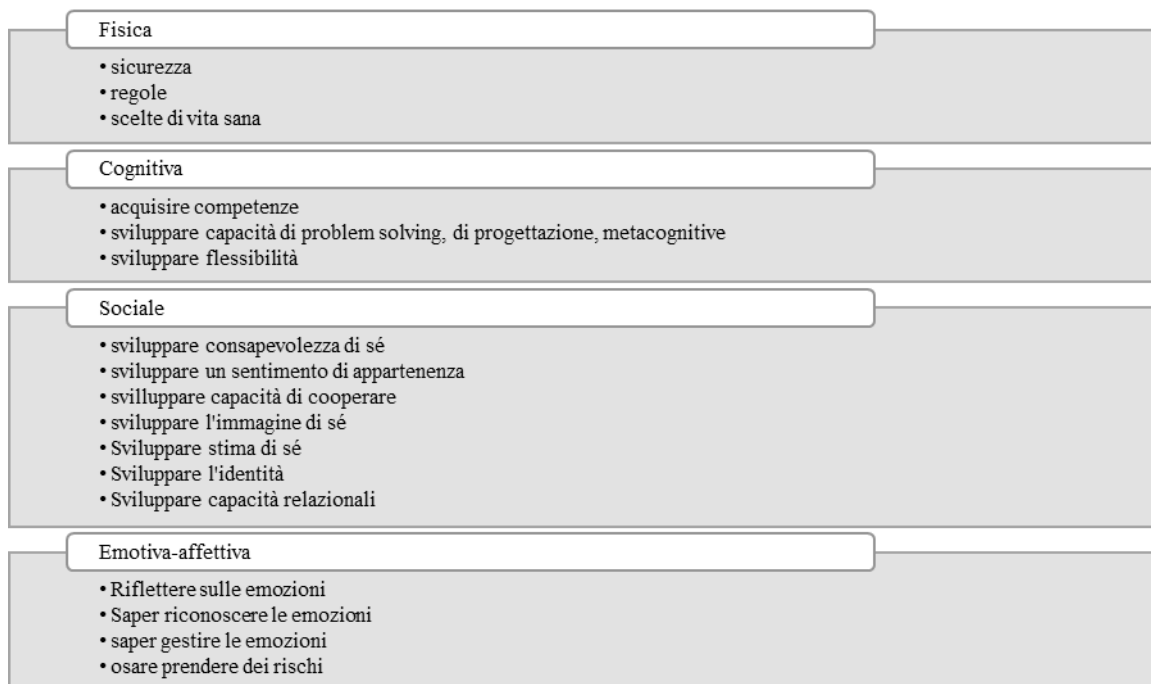 Fisica
• sicurezza
• regole
• scelte di vita sana
Cognitiva
• acquisire competenze
• sviluppare capacità di problem solving, di progettazione, metacognitive
• sviluppare flessibilità
Sociale
• sviluppare consapevolezza di sé
• sviluppare un sentimento di appartenenza
• svilluppare capacità di cooperare
• sviluppare l'immagine di sé
• Sviluppare stima di sé
• Sviluppare l'identità
• Sviluppare capacità relazionali
Emotiva-affettiva
• Riflettere sulle emozioni
• Saper riconoscere le emozioni
• saper gestire le emozioni
• osare prendere dei rischi